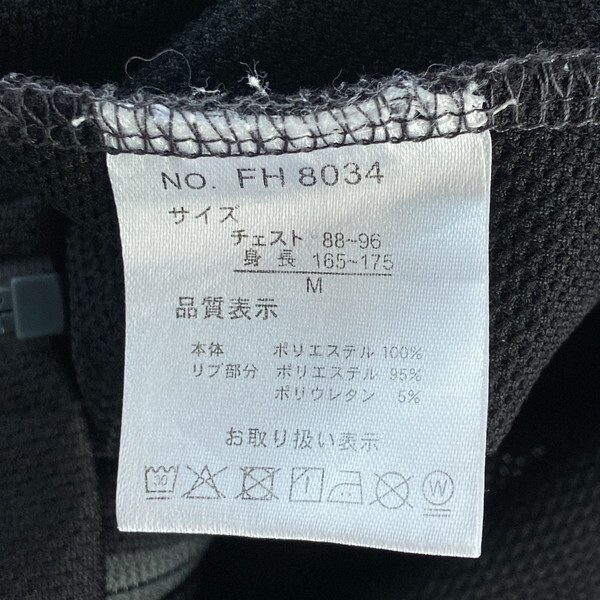 NO. FH 8034
サイズ
チェスト 88~96
身長 165~175
M
品質表示
本体 ポリエステル 100%
リブ部分 ポリエステル 95%
ポリウレタン 5%
お取り扱い表示
30 W